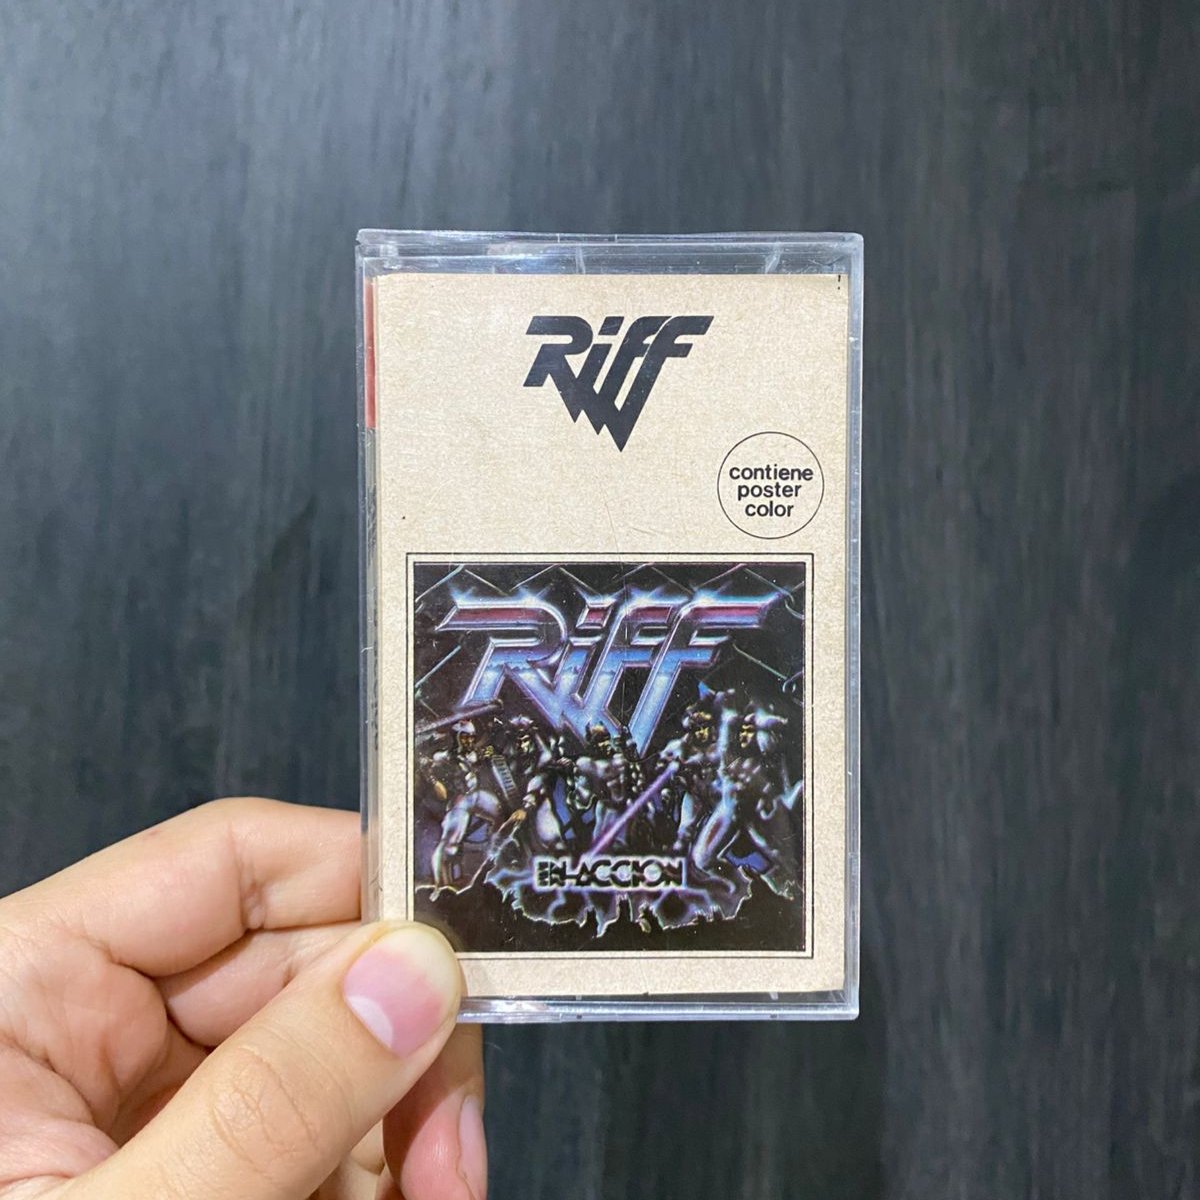 Riff
contiene
poster
color
RIFF
EN ACCION